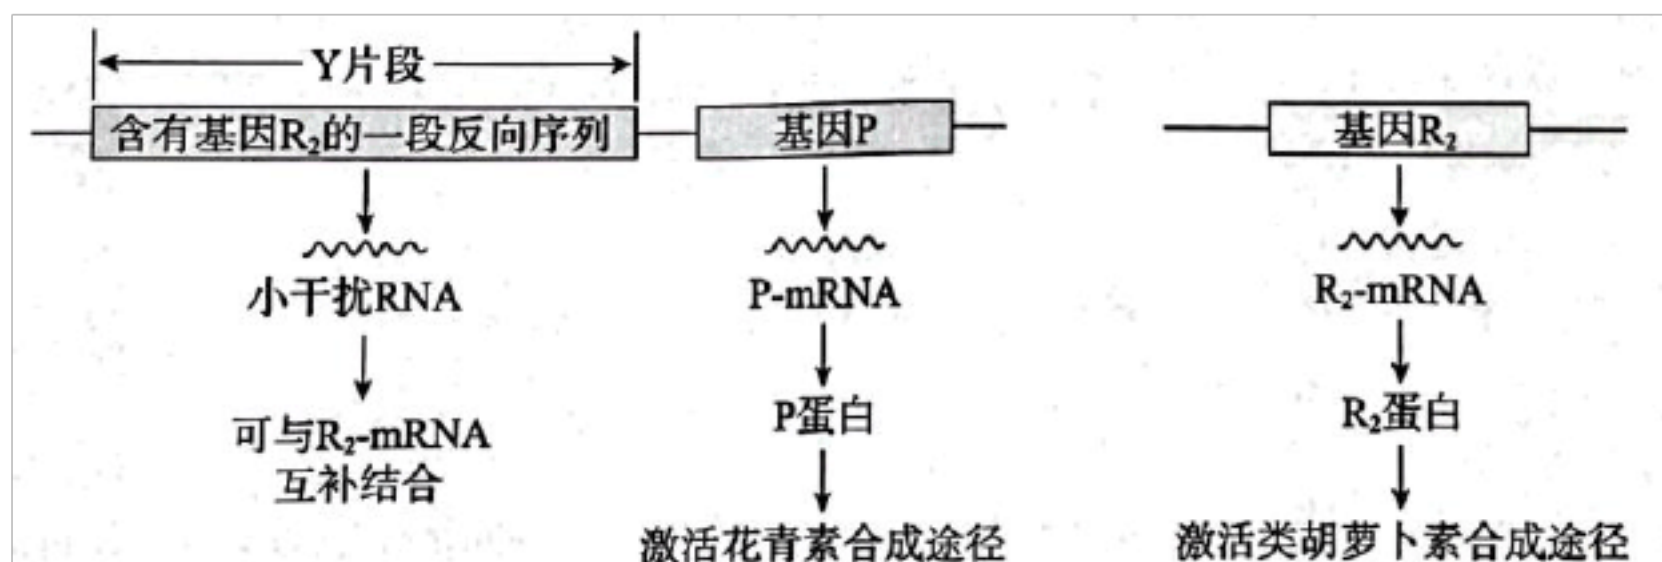 Y片段
含有基因R₂的一段反向序列
基因P
基因R₂
小干扰RNA
P-mRNA
R₂-mRNA
可与R₂-mRNA
互补结合
P蛋白
R₂蛋白
激活花青素合成途径
激活类胡萝卜素合成途径